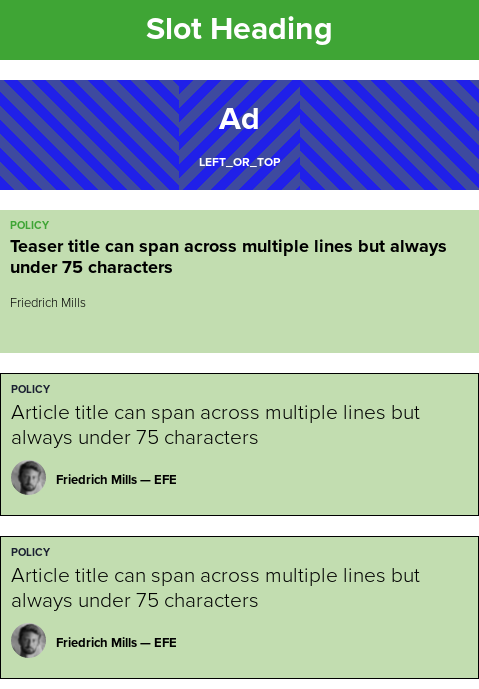 Slot Heading
Ad
LEFT_OR_TOP
POLICY
Teaser title can span across multiple lines but always
under 75 characters
Friedrich Mills
POLICY
Article title can span across multiple lines but
always under 75 characters
Friedrich Mills — EFE
POLICY
Article title can span across multiple lines but
always under 75 characters
Friedrich Mills — EFE